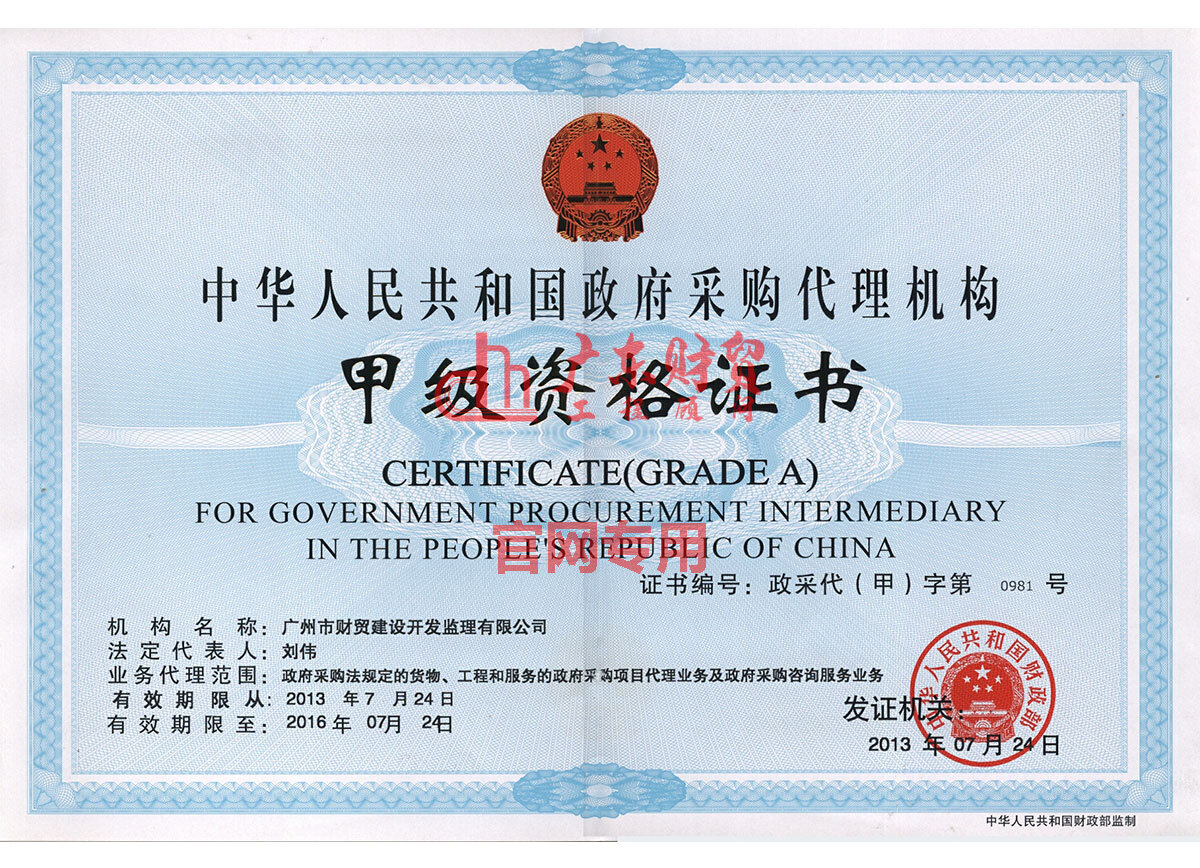 中华人民共和国政府采购代理机构
甲级资格证书
CERTIFICATE(GRADE A)
FOR GOVERNMENT PROCUREMENT INTERMEDIARY
官网专用
IN THE PEOPLE'S REPUBLIC OF CHINA
证书编号：政采代（甲）字第 0981 号
机构名称：广州市财贸建设开发监理有限公司
法定代表人：刘伟
业务代理范围：政府采购法规定的货物、工程和服务的政府采购项目代理业务及政府采购咨询服务业务
有效期限从：2013 年 7 月 24 日
有效期限至：2016 年 07月 24日
中华人民共和国财政部
发证机关：
2013 年 07 月 24 日
中华人民共和国财政部监制